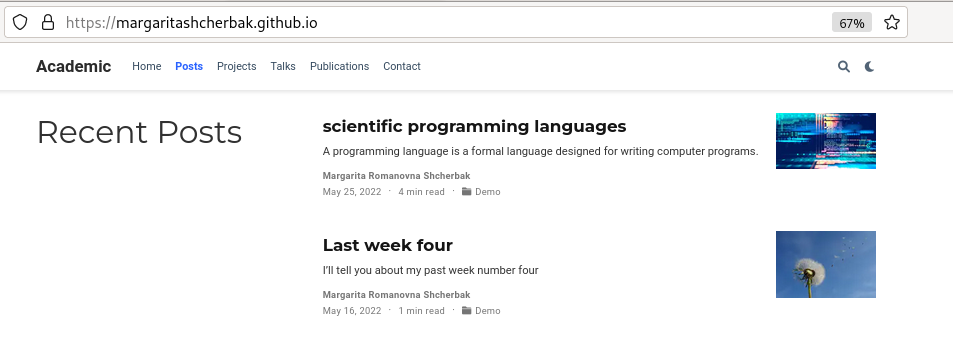 https://margaritashcherbak.github.io 67%
Academic Home Posts Projects Talks Publications Contact
Recent Posts
scientific programming languages
A programming language is a formal language designed for writing computer programs.
Margarita Romanovna Shcherbak
May 25, 2022 · 4 min read · Demo
Last week four
I'll tell you about my past week number four
Margarita Romanovna Shcherbak
May 16, 2022 · 1 min read · Demo